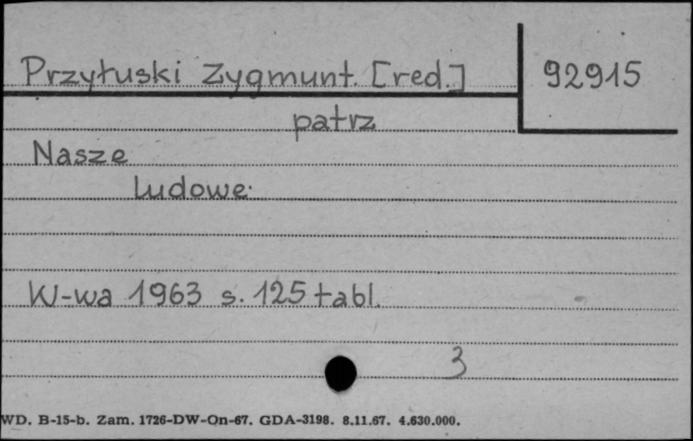 Przyłuski Zygmunt. [red.]
92915
patrz
Nasze
ludowe.
W-wa 1963 s. 125 tabl.
3
WD. B-15-b. Zam. 1726-DW-On-67. GDA-3198. 8.11.67. 4.630.000.